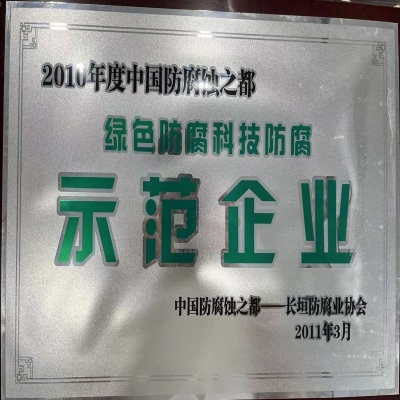 2010年度中国防腐蚀之都
绿色防腐科技防腐
示范企业
中国防腐蚀之都——长垣防腐业协会
2011年3月